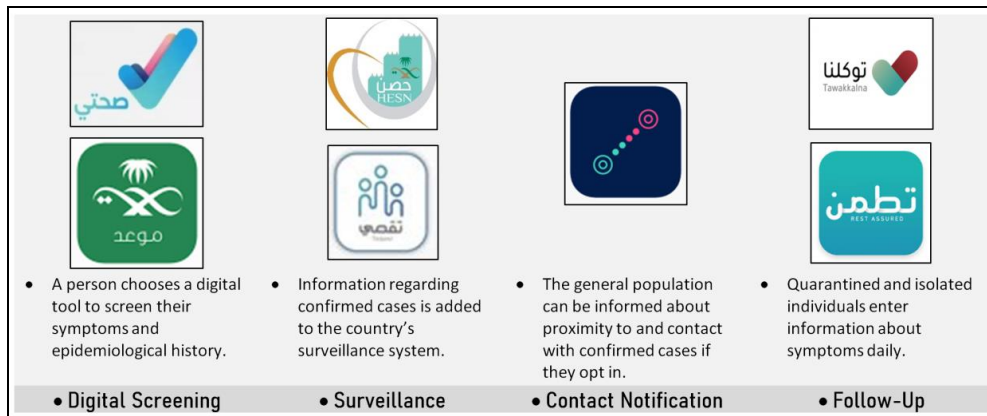 صحتي
موعد
• A person chooses a digital
tool to screen their
symptoms and
epidemiological history.
• Digital Screening
حصن
HESN
تقصي
• Information regarding
confirmed cases is added
to the country’s
surveillance system.
• Surveillance
• The general population
can be informed about
proximity to and contact
with confirmed cases if
they opt in.
• Contact Notification
توكلنا
Tawakkalna
تطمن
REST ASSURED
• Quarantined and isolated
individuals enter
information about
symptoms daily.
• Follow-Up